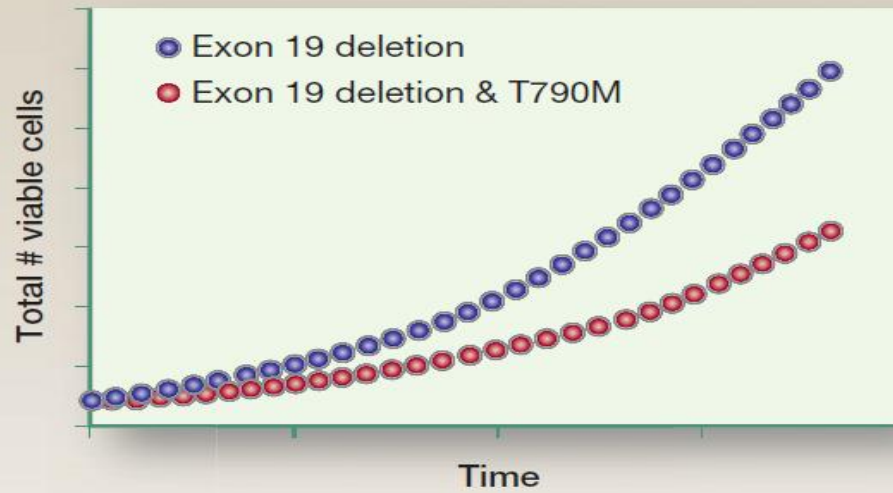 Exon 19 deletion
Exon 19 deletion & T790M
Total # viable cells
Time